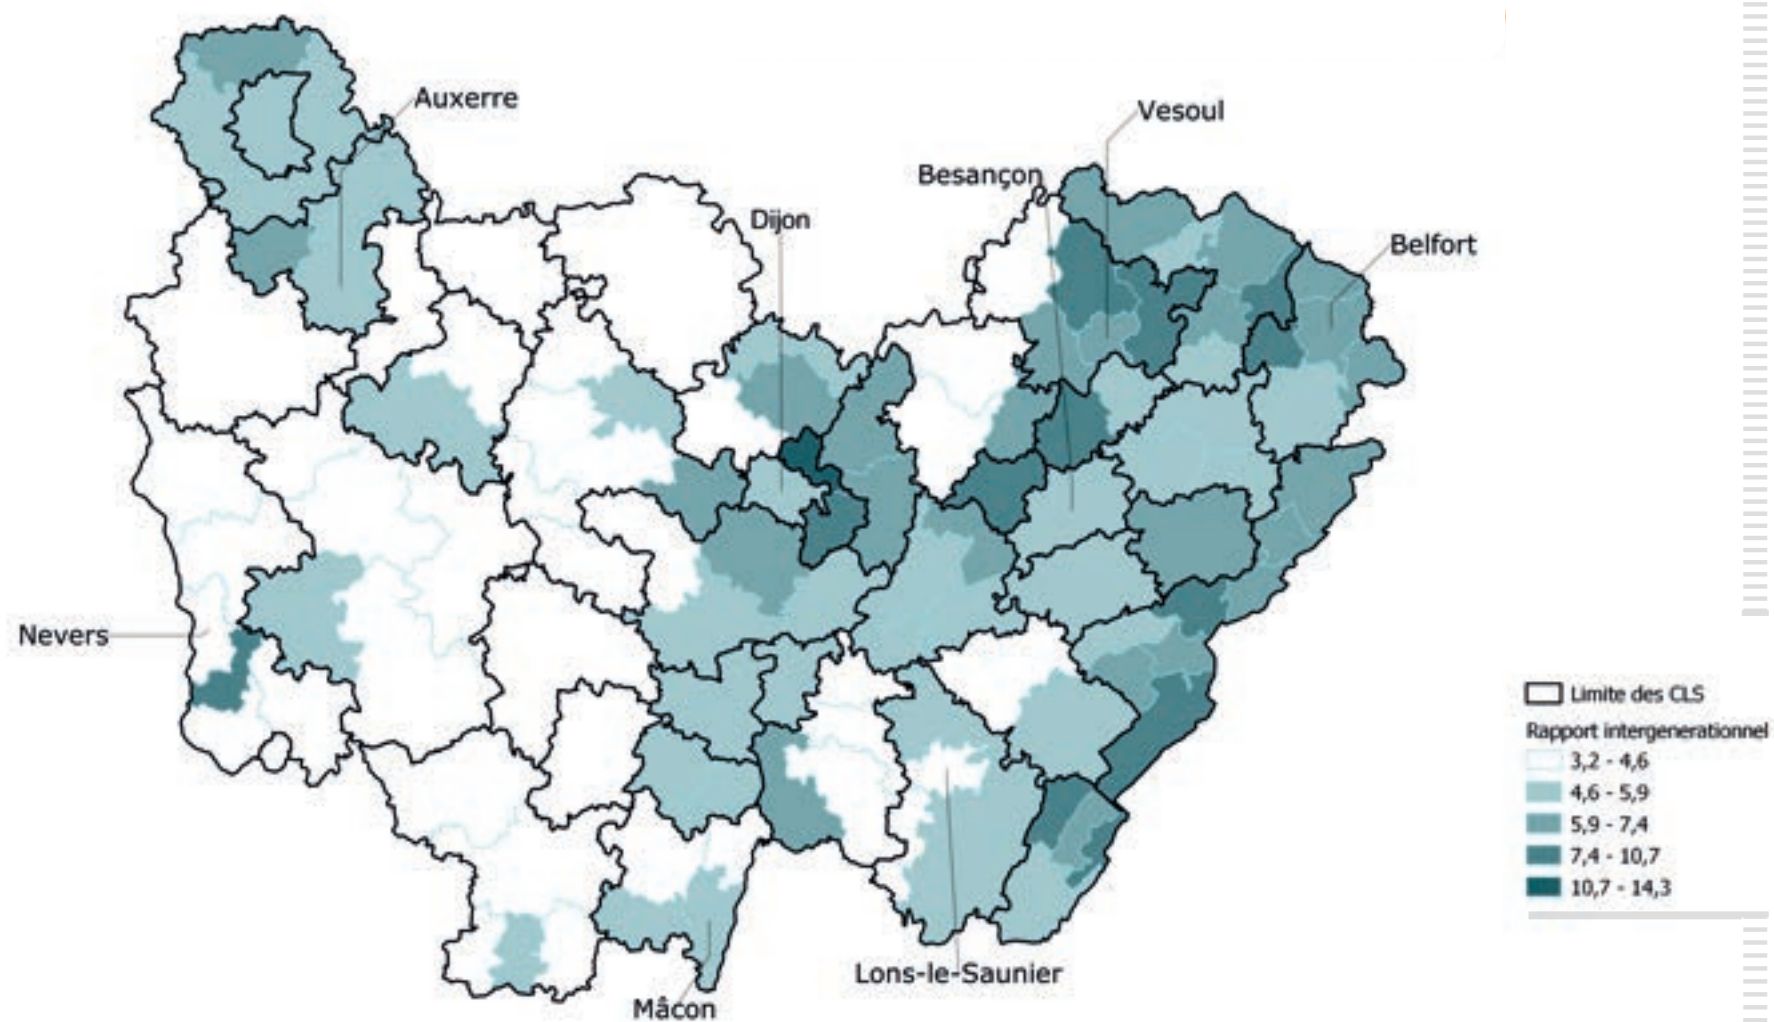 Auxerre
Vesoul
Besançon
Dijon
Belfort
Nevers
Limite des CLS
Rapport intergenerationnel
3,2 - 4,6
4,6 - 5,9
5,9 - 7,4
7,4 - 10,7
10,7 - 14,3
Lons-le-Saunier
Mâcon